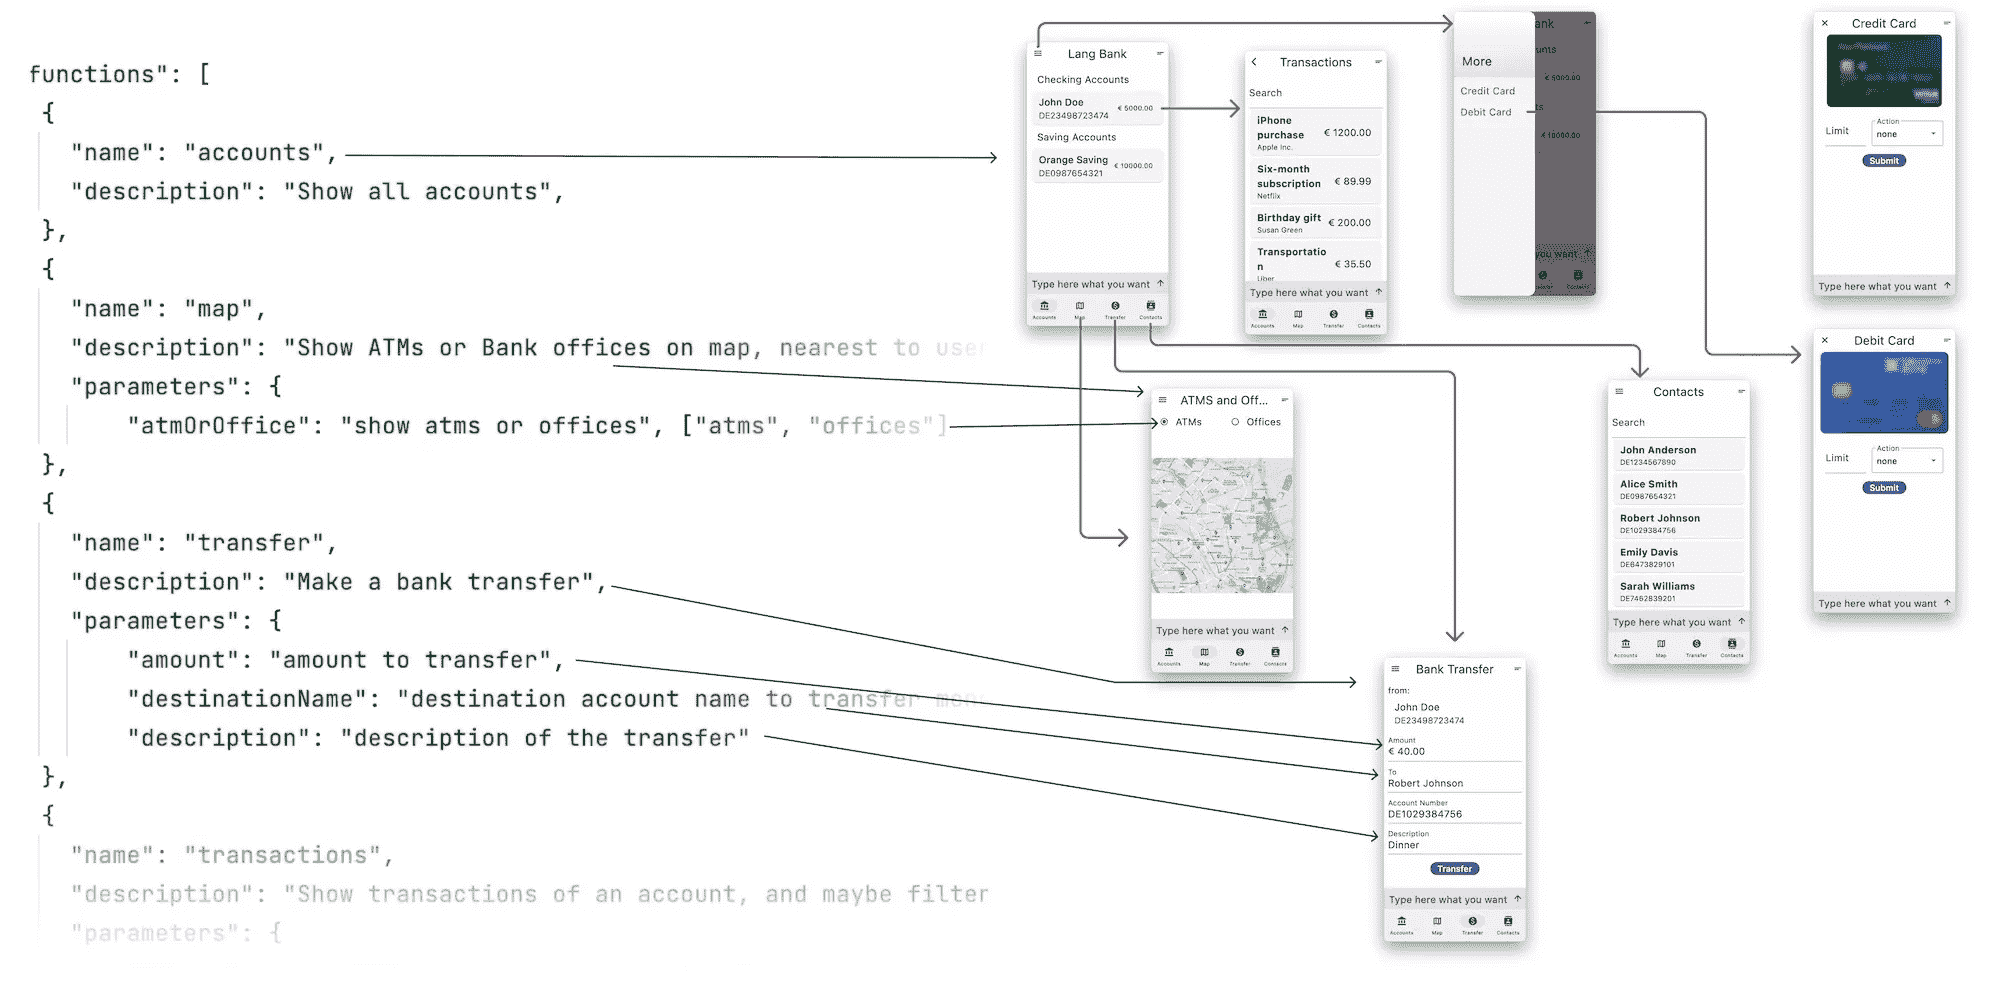 functions": [
{
"name": "accounts",
"description": "Show all accounts",
},
{
"name": "map",
"description": "Show ATMs or Bank offices on map, nearest to user
"parameters": {
"atmOrOffice": "show atms or offices", ["atms", "offices"]
},
{
"name": "transfer",
"description": "Make a bank transfer",
"parameters": {
"amount": "amount to transfer",
"destinationName": "destination account name to transfer mone
"description": "description of the transfer"
},
{
"name": "transactions",
"description": "Show transactions of an account, and maybe filter
"parameters": {
Lang Bank
Checking Accounts
John Doe
€ 5000.00
DE23498723474
Saving Accounts
Orange Saving
€ 10000.00
DE0987654321
Type here what you want
Accounts Map Transfer Contacts
Transactions
Search
iPhone
purchase
€ 1200.00
Apple Inc.
Six-month
subscription
€ 89.99
Netflix
Birthday gift
€ 200.00
Susan Green
Transportatio
n
€ 35.50
Uber
Type here what you want
Accounts Map Transfer Contacts
More
Credit Card
Debit Card
ank
unts
€ 5000.00
ts
€ 10000.00
you want
Contacts
Credit Card
Limit
Action
none
Submit
Type here what you want
Debit Card
Limit
Action
none
Submit
Type here what you want
ATMS and Off...
ATMs Offices
Type here what you want
Accounts Map Transfer Contacts
Contacts
Search
John Anderson
DE1234567890
Alice Smith
DE0987654321
Robert Johnson
DE1029384756
Emily Davis
DE6473829101
Sarah Williams
DE7462839201
Type here what you want
Accounts Map Transfer Contacts
Bank Transfer
from:
John Doe
DE23498723474
Amount
€ 40.00
To
Robert Johnson
Account Number
DE1029384756
Description
Dinner
Transfer
Type here what you want
Accounts Map Transfer Contacts